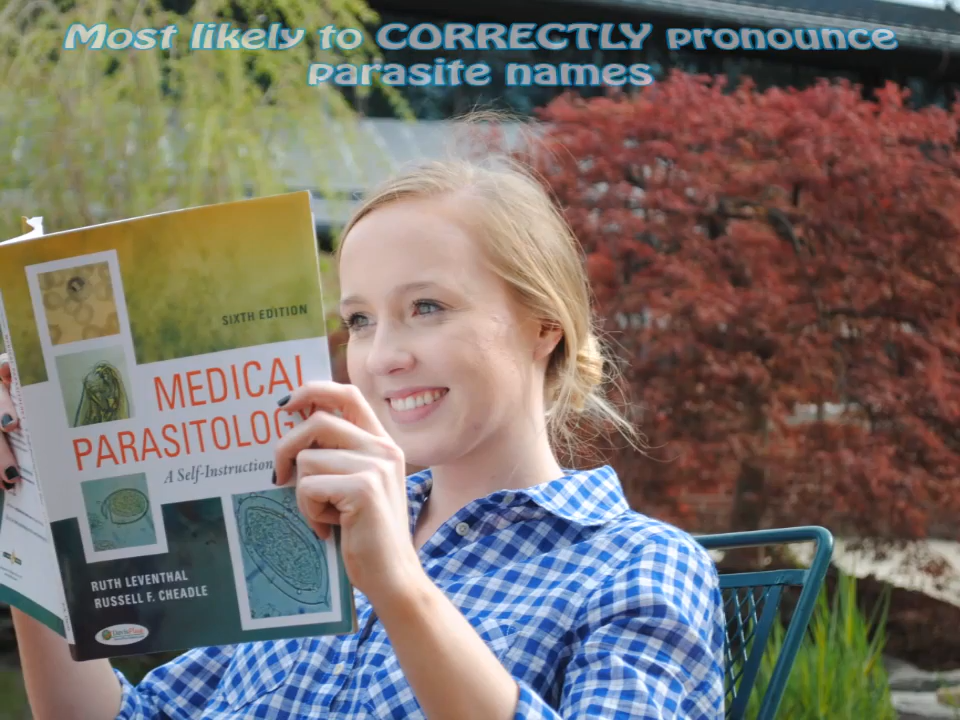 Most likely to CORRECTLY pronounce
parasite names
SIXTH EDITION
MEDICAL
PARASITOLOGY
A Self-Instruction
RUTH LEVENTHAL
RUSSELL F. CHEADLE